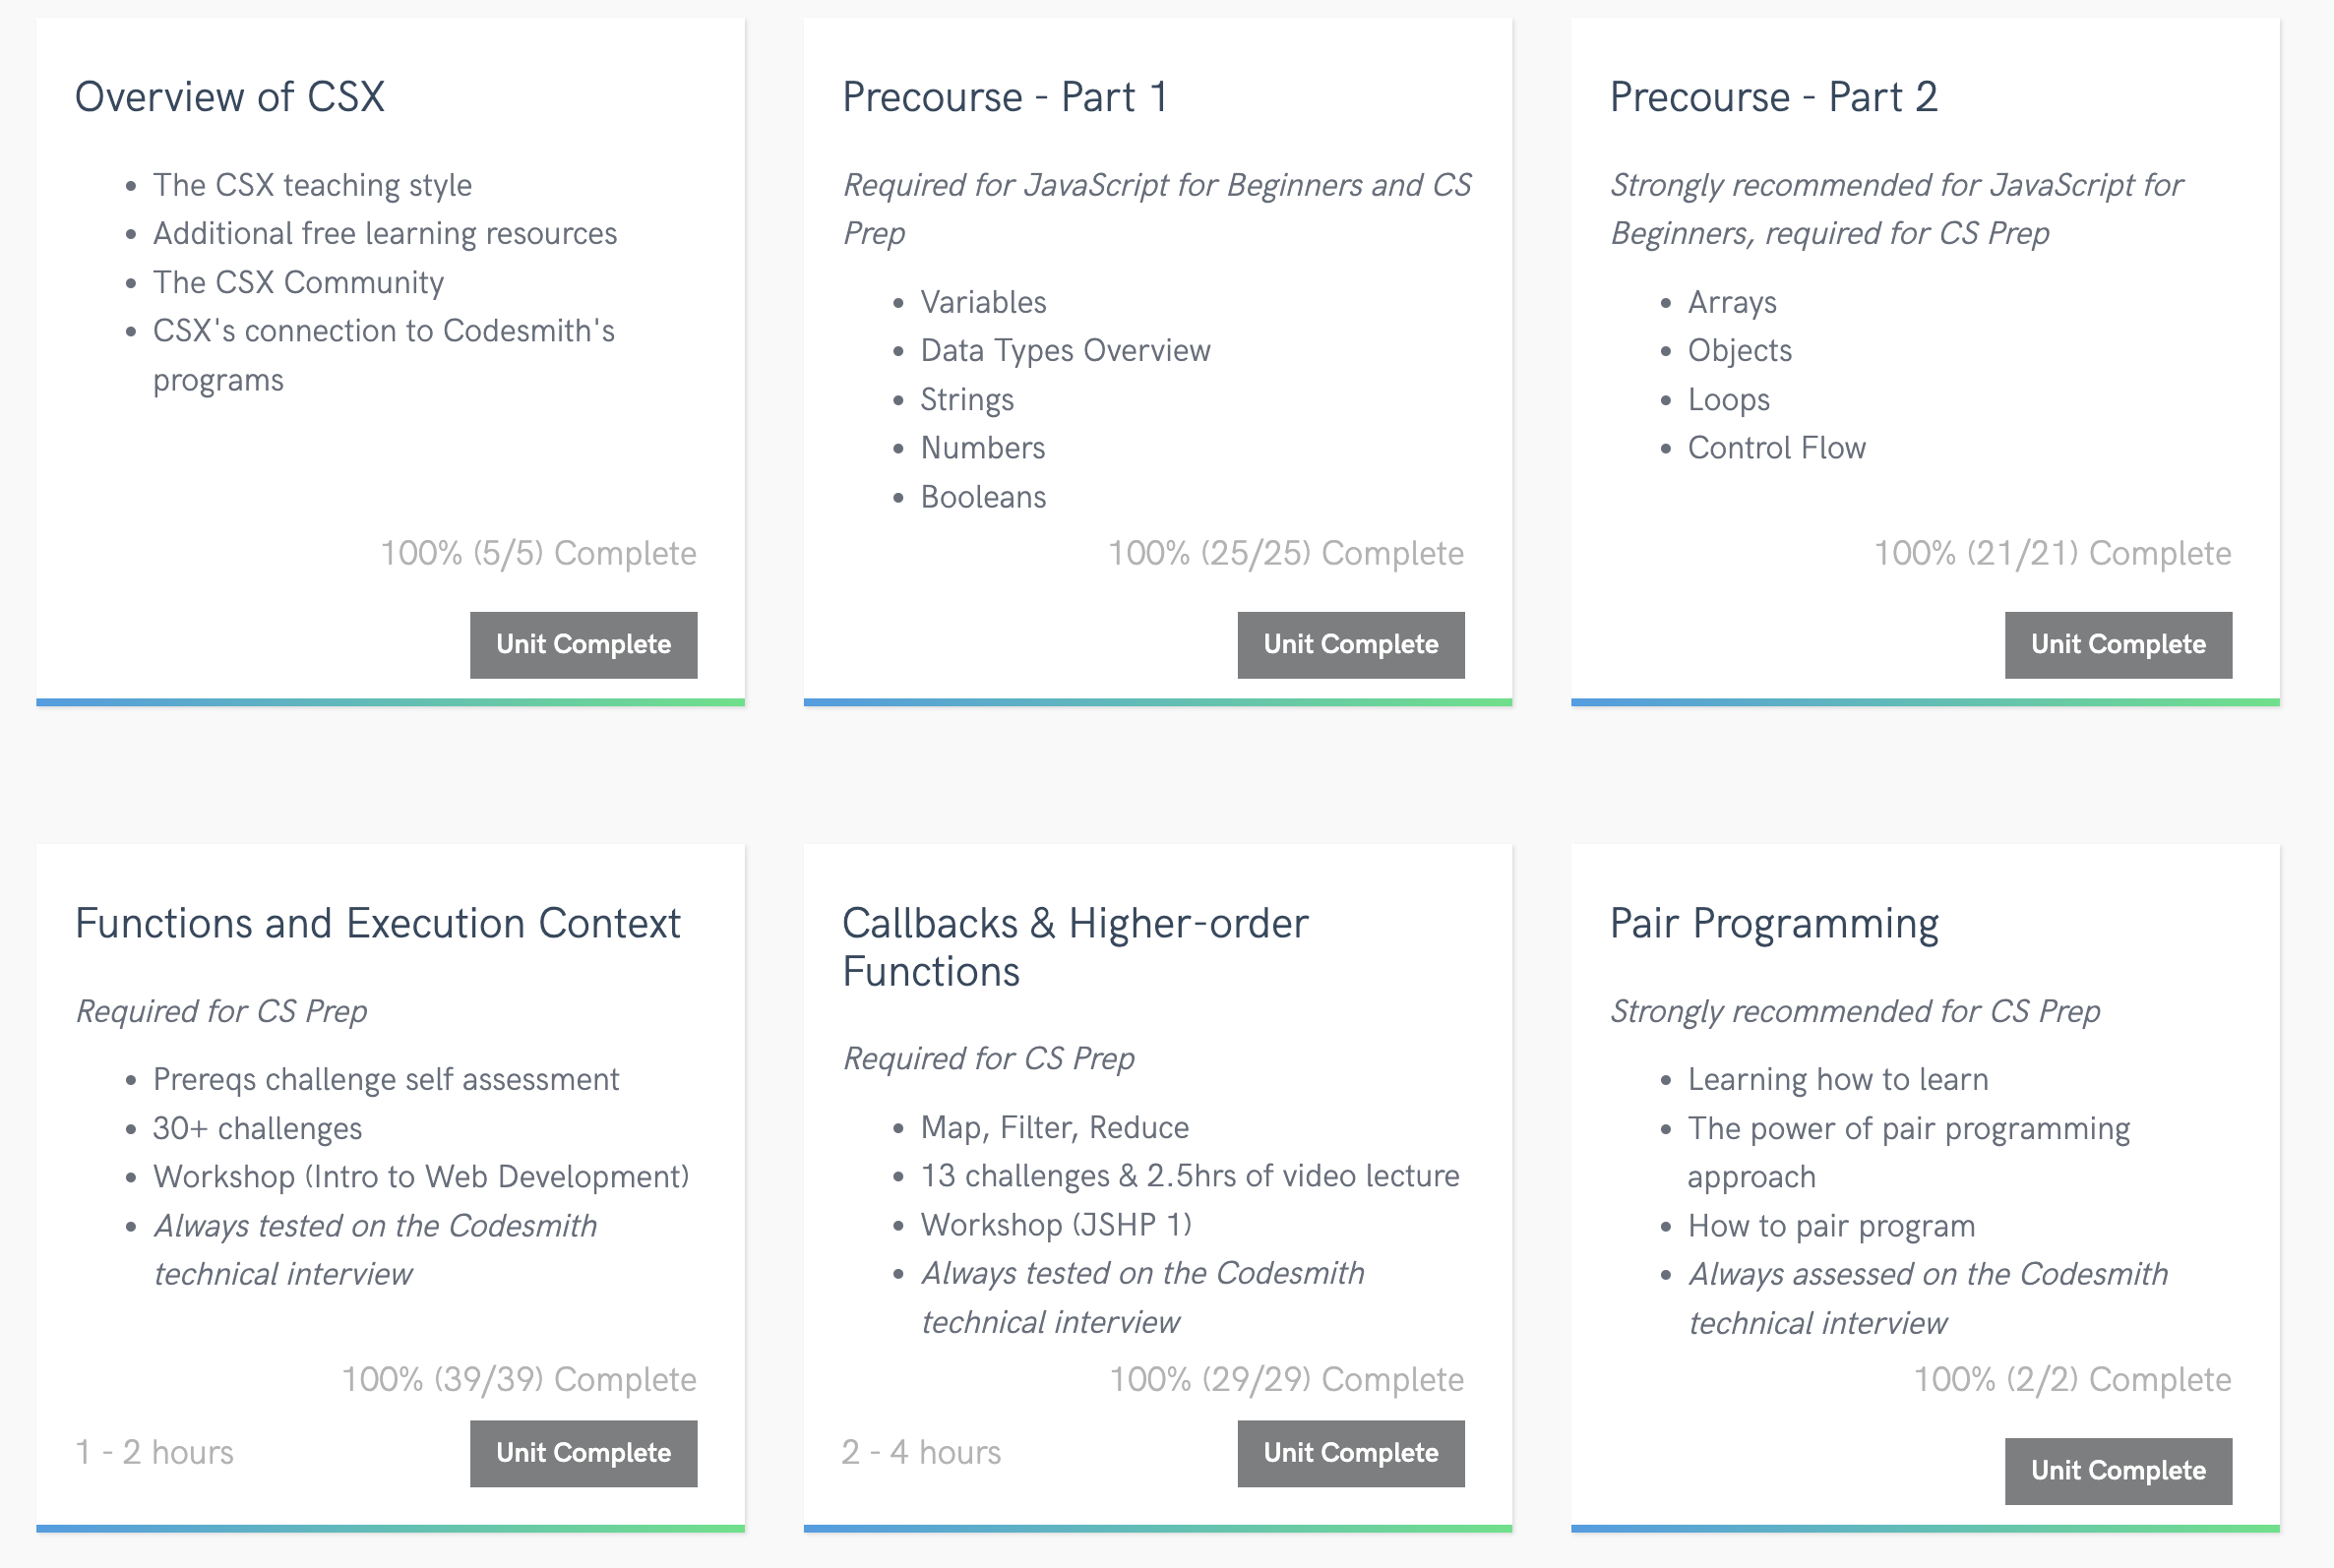 Overview of CSX
• The CSX teaching style
• Additional free learning resources
• The CSX Community
• CSX's connection to Codesmith's
programs
100% (5/5) Complete
Unit Complete
Precourse - Part 1
Required for JavaScript for Beginners and CS
Prep
• Variables
• Data Types Overview
• Strings
• Numbers
• Booleans
100% (25/25) Complete
Unit Complete
Precourse - Part 2
Strongly recommended for JavaScript for
Beginners, required for CS Prep
• Arrays
• Objects
• Loops
• Control Flow
100% (21/21) Complete
Unit Complete
Functions and Execution Context
Required for CS Prep
• Prereqs challenge self assessment
• 30+ challenges
• Workshop (Intro to Web Development)
• Always tested on the Codesmith
technical interview
100% (39/39) Complete
1 - 2 hours
Unit Complete
Callbacks & Higher-order
Functions
Required for CS Prep
• Map, Filter, Reduce
• 13 challenges & 2.5hrs of video lecture
• Workshop (JSHP 1)
• Always tested on the Codesmith
technical interview
100% (29/29) Complete
2 - 4 hours
Unit Complete
Pair Programming
Strongly recommended for CS Prep
• Learning how to learn
• The power of pair programming
approach
• How to pair program
• Always assessed on the Codesmith
technical interview
100% (2/2) Complete
Unit Complete